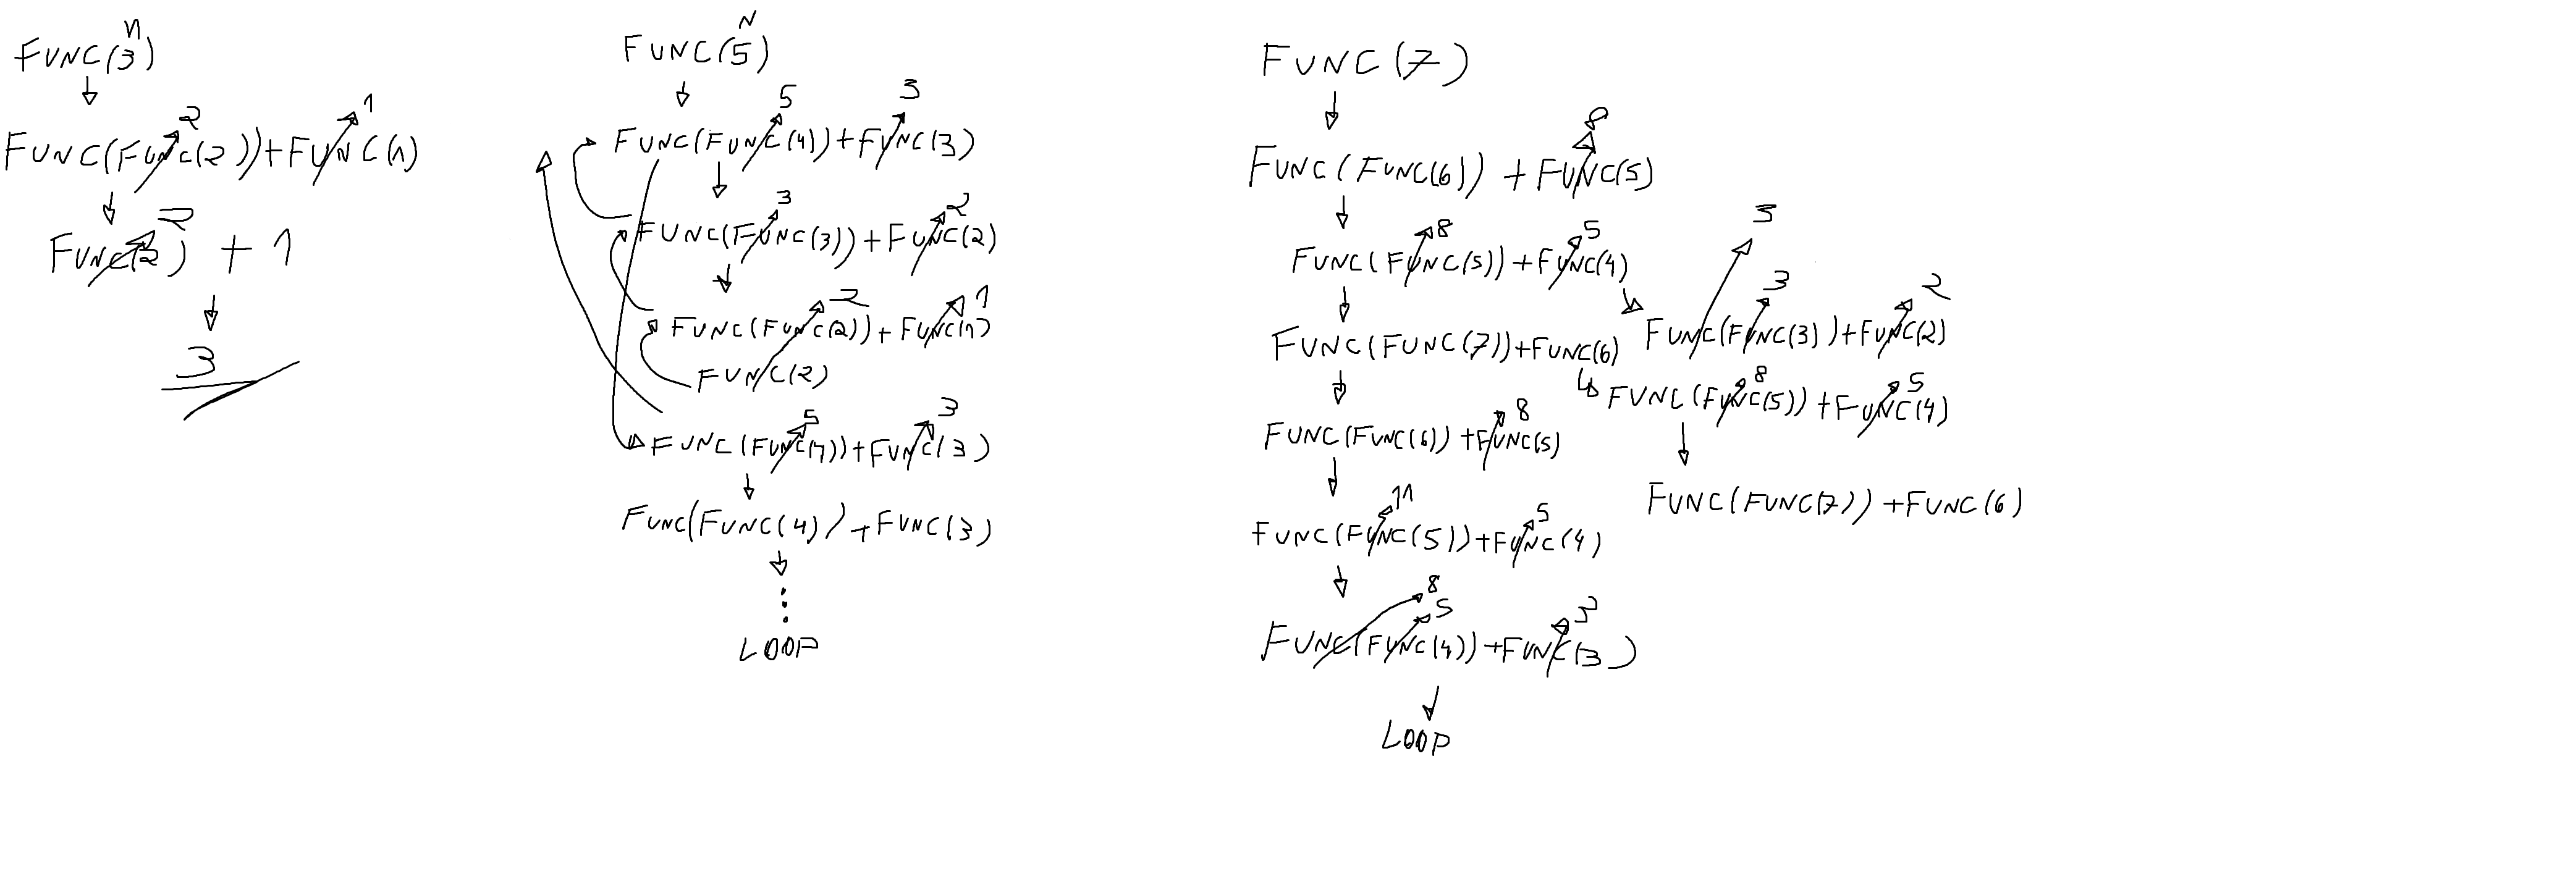 n
FUNC(3)
2 1
FUNC(FUNC(2))+FUNC(1)
2
FUNC(2) + 1
3
N
FUNC(5)
5 3
FUNC(FUNC(4))+FUNC(3)
3 2
FUNC(FUNC(3))+FUNC(2)
2 1
FUNC(FUNC(2))+FUNC(1)
FUNC(2)
5 3
FUNC(FUNC(4))+FUNC(3)
FUNC(FUNC(4))+FUNC(3)
LOOP
FUNC(7)
8
FUNC(FUNC(6)) + FUNC(5)
8 5
FUNC(FUNC(5))+FUNC(4)
FUNC(FUNC(7))+FUNC(6)
8
FUNC(FUNC(6))+FUNC(5)
11 5
FUNC(FUNC(5))+FUNC(4)
8
5 3
FUNC(FUNC(4))+FUNC(3)
LOOP
3 2
FUNC(FUNC(3))+FUNC(2)
8 5
FUNC(FUNC(5))+FUNC(4)
FUNC(FUNC(7))+FUNC(6)